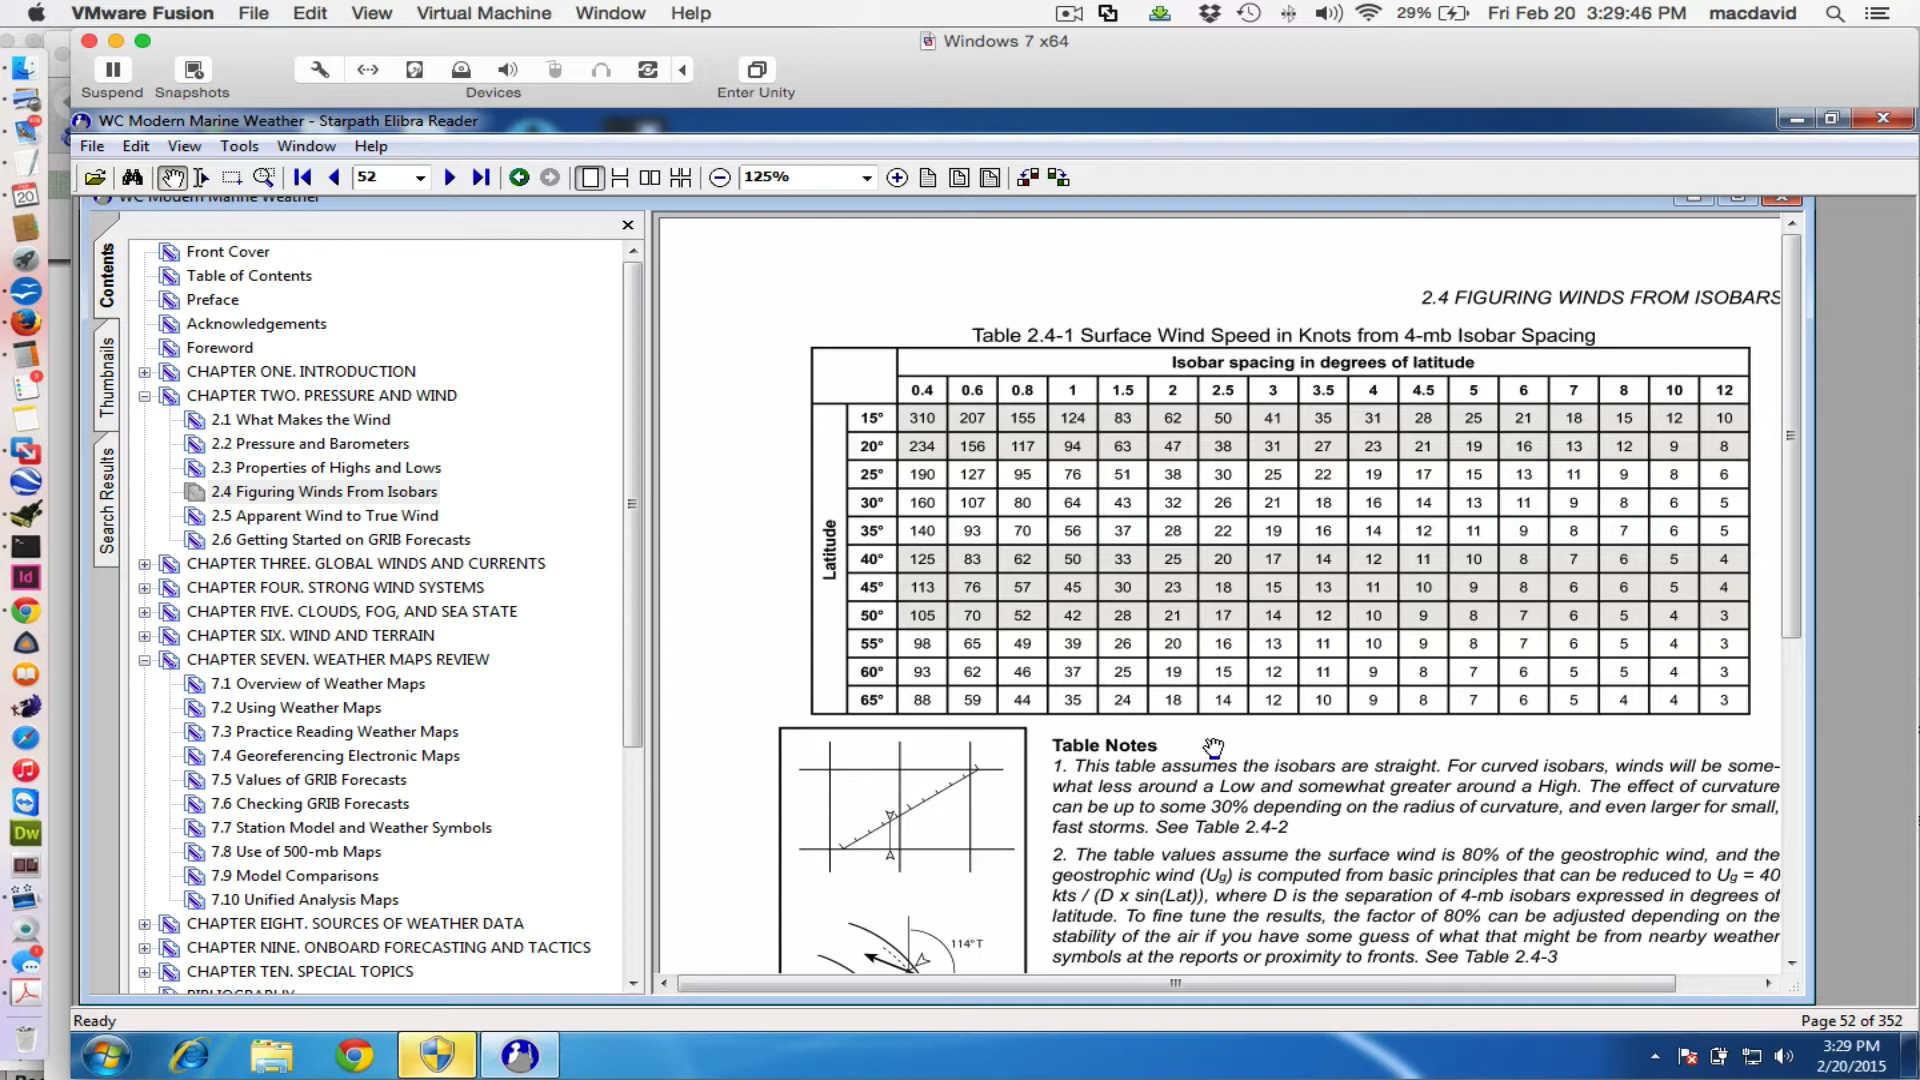 VMware Fusion File Edit View Virtual Machine Window Help 29% Fri Feb 20 3:29:46 PM macdavid
Windows 7 x64
Suspend Snapshots Devices Enter Unity
WC Modern Marine Weather - Starpath Elibra Reader
File Edit View Tools Window Help
52 125%
WC Modern Marine Weather
Contents
Thumbnails
Search Results
Front Cover
Table of Contents
Preface
Acknowledgements
Foreword
CHAPTER ONE. INTRODUCTION
CHAPTER TWO. PRESSURE AND WIND
2.1 What Makes the Wind
2.2 Pressure and Barometers
2.3 Properties of Highs and Lows
2.4 Figuring Winds From Isobars
2.5 Apparent Wind to True Wind
2.6 Getting Started on GRIB Forecasts
CHAPTER THREE. GLOBAL WINDS AND CURRENTS
CHAPTER FOUR. STRONG WIND SYSTEMS
CHAPTER FIVE. CLOUDS, FOG, AND SEA STATE
CHAPTER SIX. WIND AND TERRAIN
CHAPTER SEVEN. WEATHER MAPS REVIEW
7.1 Overview of Weather Maps
7.2 Using Weather Maps
7.3 Practice Reading Weather Maps
7.4 Georeferencing Electronic Maps
7.5 Values of GRIB Forecasts
7.6 Checking GRIB Forecasts
7.7 Station Model and Weather Symbols
7.8 Use of 500-mb Maps
7.9 Model Comparisons
7.10 Unified Analysis Maps
CHAPTER EIGHT. SOURCES OF WEATHER DATA
CHAPTER NINE. ONBOARD FORECASTING AND TACTICS
CHAPTER TEN. SPECIAL TOPICS
BIBLIOGRAPHY
2.4 FIGURING WINDS FROM ISOBARS
Table 2.4-1 Surface Wind Speed in Knots from 4-mb Isobar Spacing
Isobar spacing in degrees of latitude
0.4 0.6 0.8 1 1.5 2 2.5 3 3.5 4 4.5 5 6 7 8 10 12
Latitude
15° 310 207 155 124 83 62 50 41 35 31 28 25 21 18 15 12 10
20° 234 156 117 94 63 47 38 31 27 23 21 19 16 13 12 9 8
25° 190 127 95 76 51 38 30 25 22 19 17 15 13 11 9 8 6
30° 160 107 80 64 43 32 26 21 18 16 14 13 11 9 8 6 5
35° 140 93 70 56 37 28 22 19 16 14 12 11 9 8 7 6 5
40° 125 83 62 50 33 25 20 17 14 12 11 10 8 7 6 5 4
45° 113 76 57 45 30 23 18 15 13 11 10 9 8 6 6 5 4
50° 105 70 52 42 28 21 17 14 12 10 9 8 7 6 5 4 3
55° 98 65 49 39 26 20 16 13 11 10 9 8 7 6 5 4 3
60° 93 62 46 37 25 19 15 12 11 9 8 7 6 5 5 4 3
65° 88 59 44 35 24 18 14 12 10 9 8 7 6 5 4 4 3
Table Notes
1. This table assumes the isobars are straight. For curved isobars, winds will be some-
what less around a Low and somewhat greater around a High. The effect of curvature
can be up to some 30% depending on the radius of curvature, and even larger for small,
fast storms. See Table 2.4-2
2. The table values assume the surface wind is 80% of the geostrophic wind, and the
geostrophic wind (Ug) is computed from basic principles that can be reduced to Ug = 40
kts / (D x sin(Lat)), where D is the separation of 4-mb isobars expressed in degrees of
latitude. To fine tune the results, the factor of 80% can be adjusted depending on the
stability of the air if you have some guess of what that might be from nearby weather
symbols at the reports or proximity to fronts. See Table 2.4-3
114°T
Ready
Page 52 of 352
3:29 PM
2/20/2015
20
Id
Dw